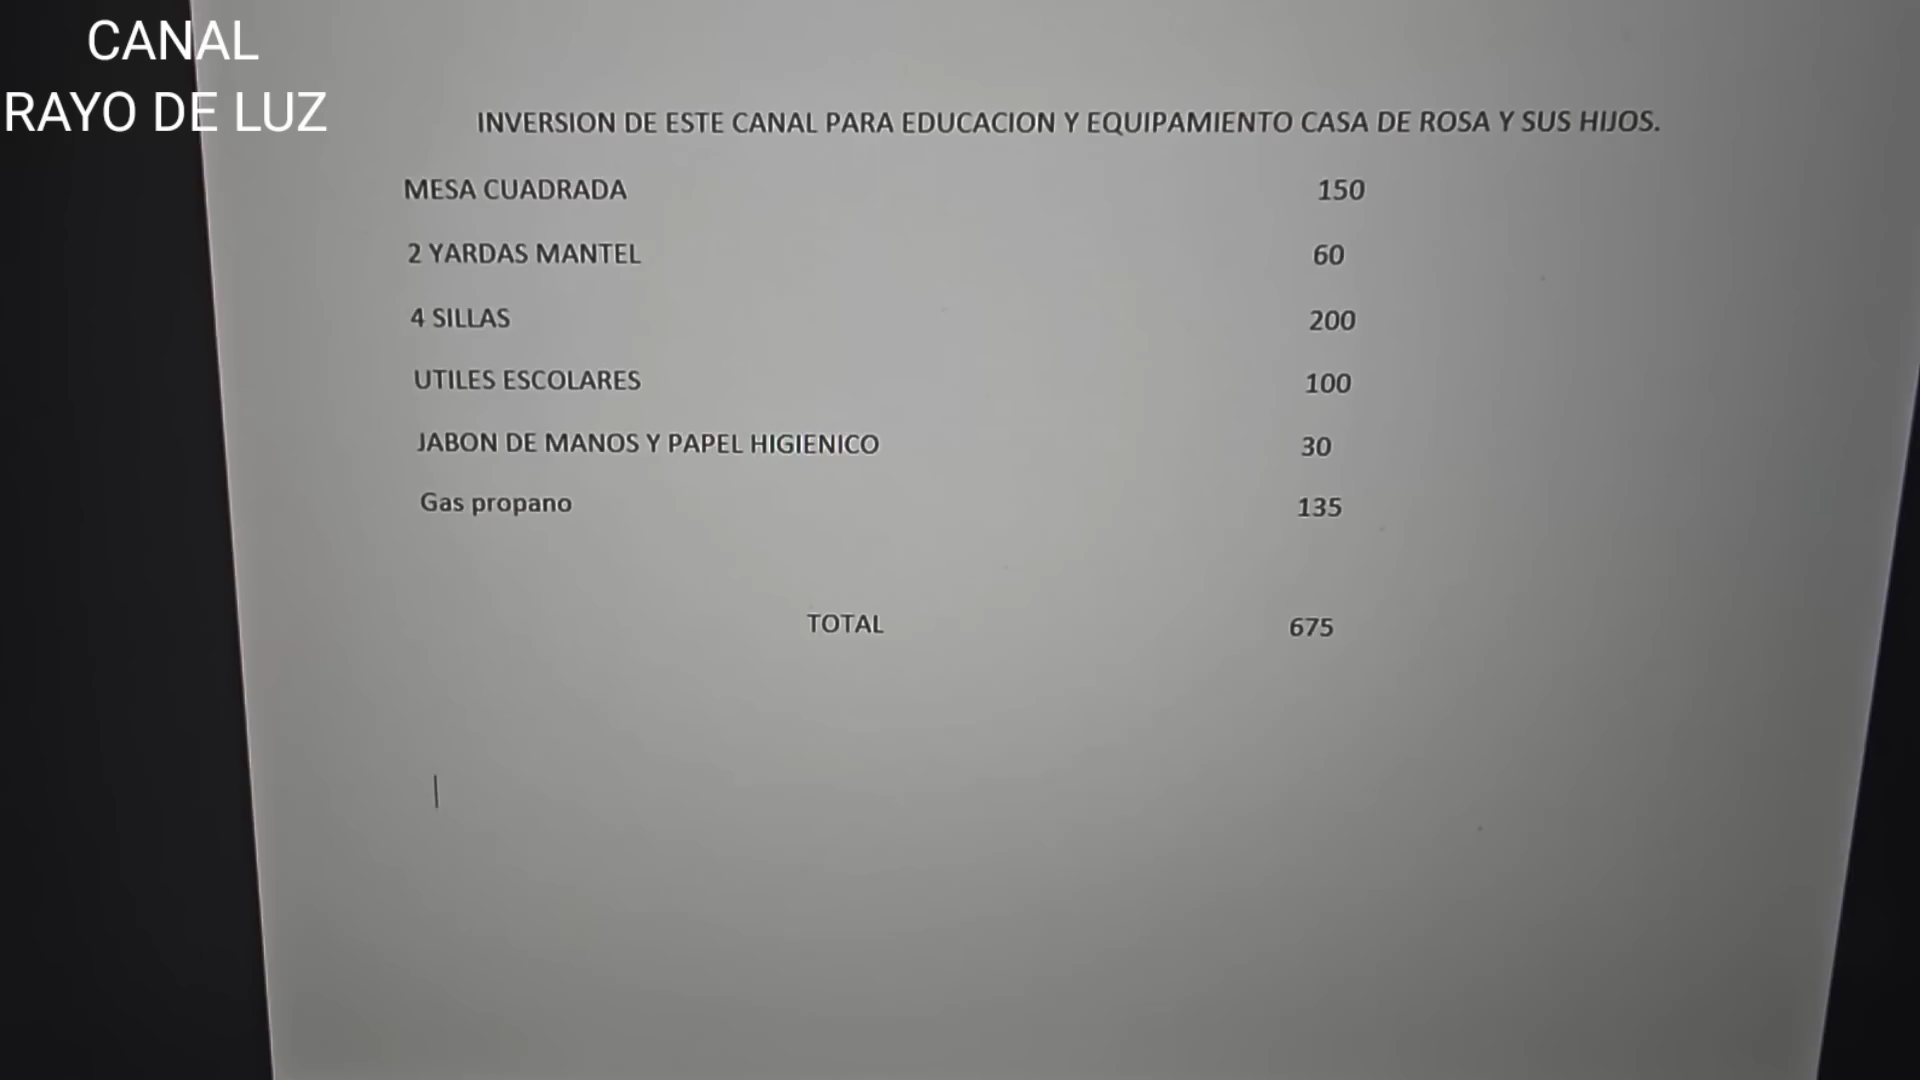 CANAL
RAYO DE LUZ
INVERSION DE ESTE CANAL PARA EDUCACION Y EQUIPAMIENTO CASA DE ROSA Y SUS HIJOS.
MESA CUADRADA 150
2 YARDAS MANTEL 60
4 SILLAS 200
UTILES ESCOLARES 100
JABON DE MANOS Y PAPEL HIGIENICO 30
Gas propano 135
TOTAL 675